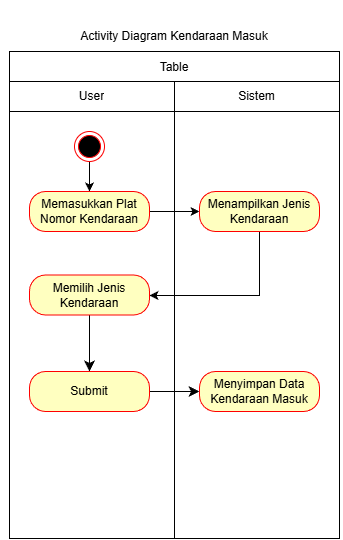 Activity Diagram Kendaraan Masuk
Table
User
Sistem
Memasukkan Plat
Nomor Kendaraan
Menampilkan Jenis
Kendaraan
Memilih Jenis
Kendaraan
Submit
Menyimpan Data
Kendaraan Masuk